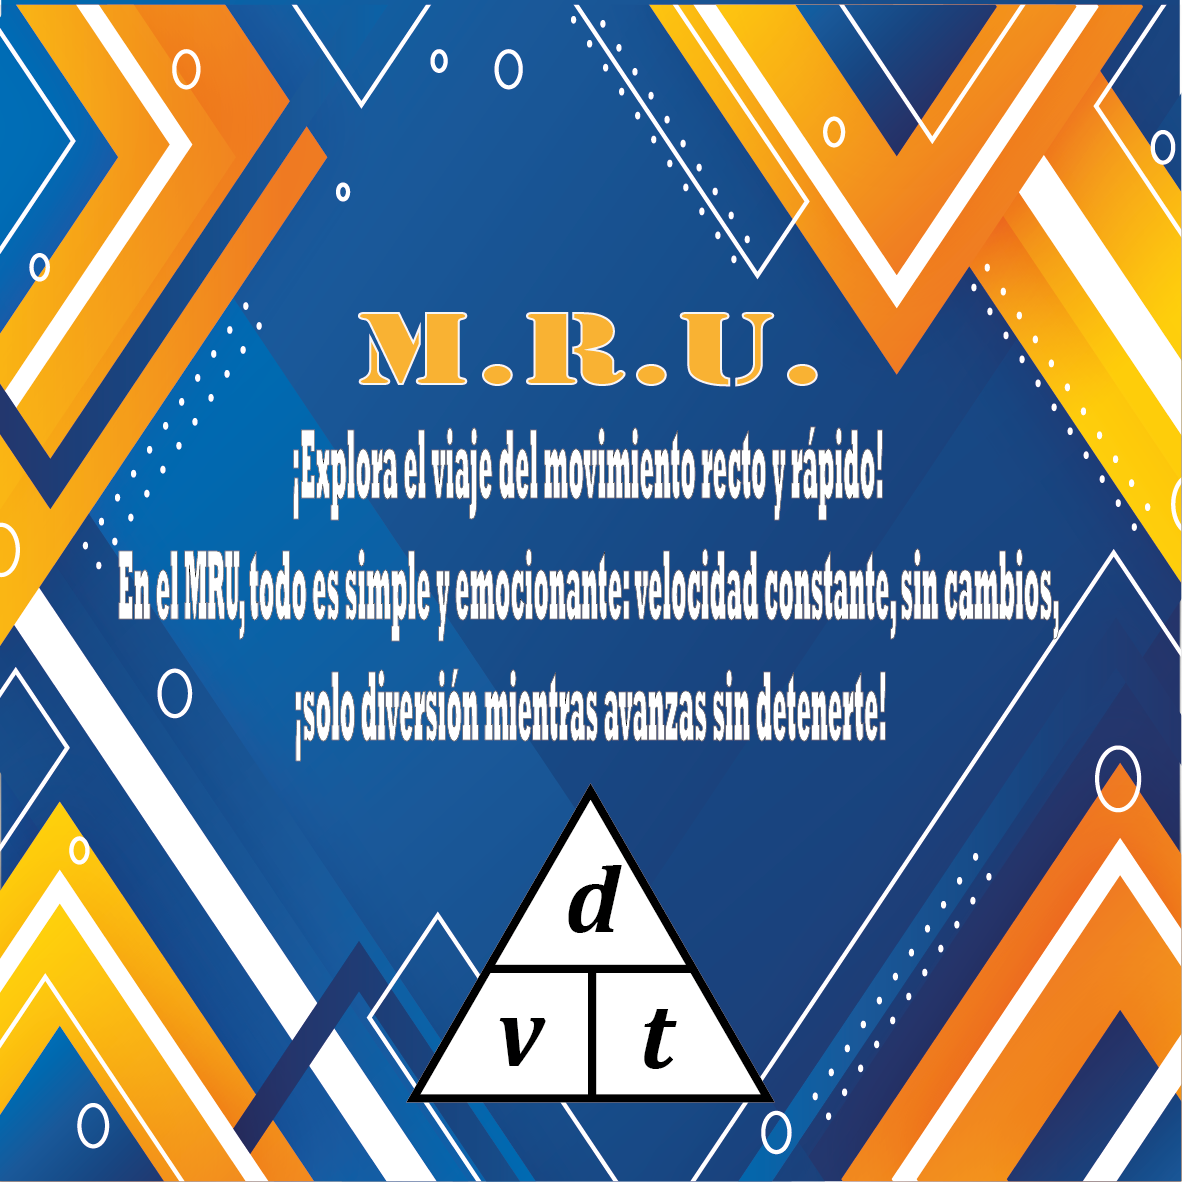 M.R.U.
¡Explora el viaje del movimiento recto y rápido!
En el MRU, todo es simple y emocionante: velocidad constante, sin cambios,
¡solo diversión mientras avanzas sin detenerte!
d
v t